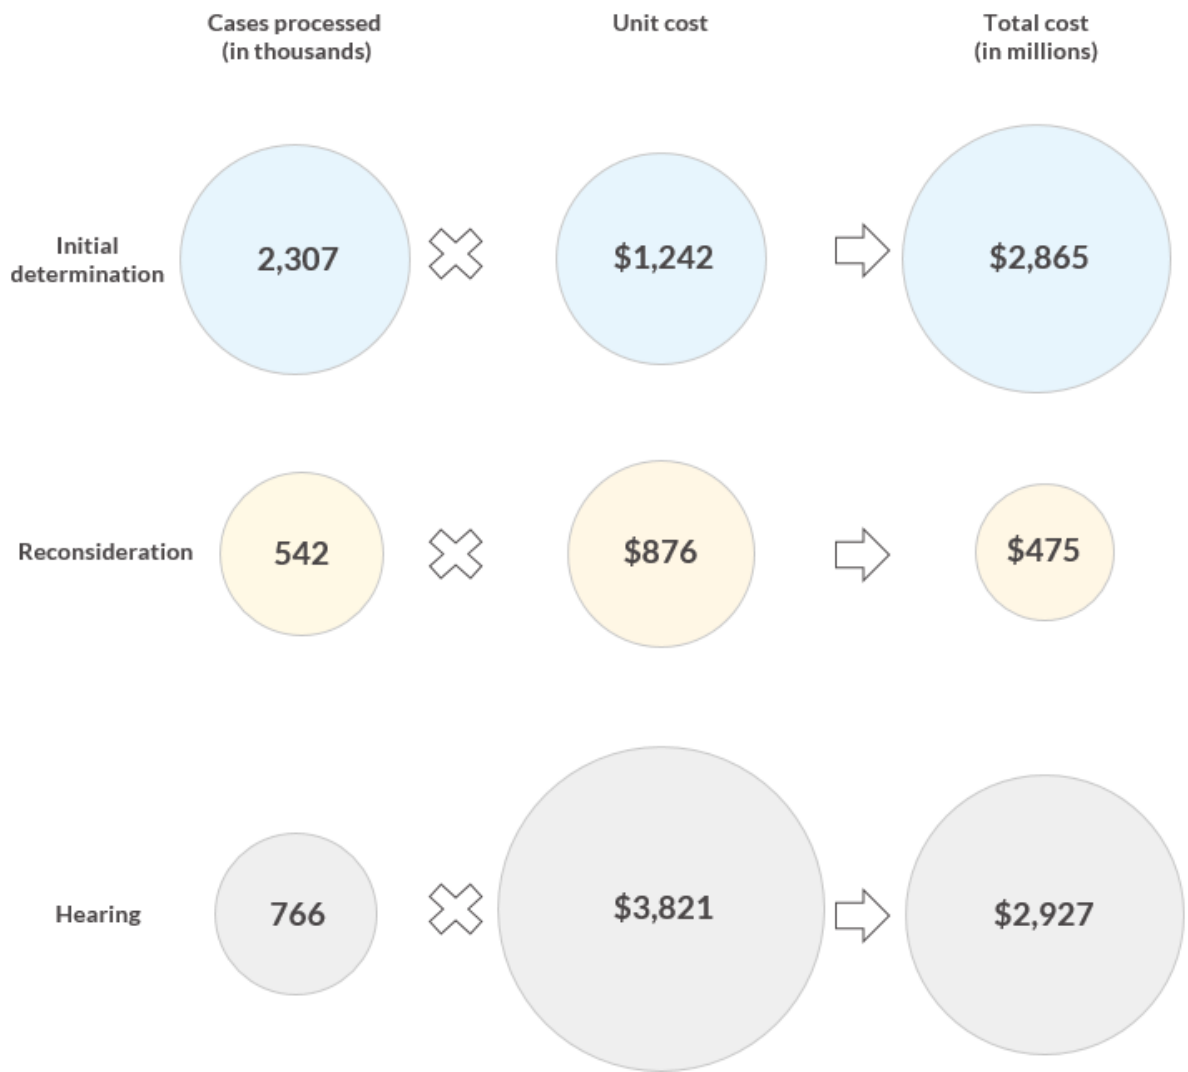 Cases processed
(in thousands)
Unit cost
Total cost
(in millions)
Initial
determination
2,307
$1,242
$2,865
Reconsideration
542
$876
$475
Hearing
766
$3,821
$2,927